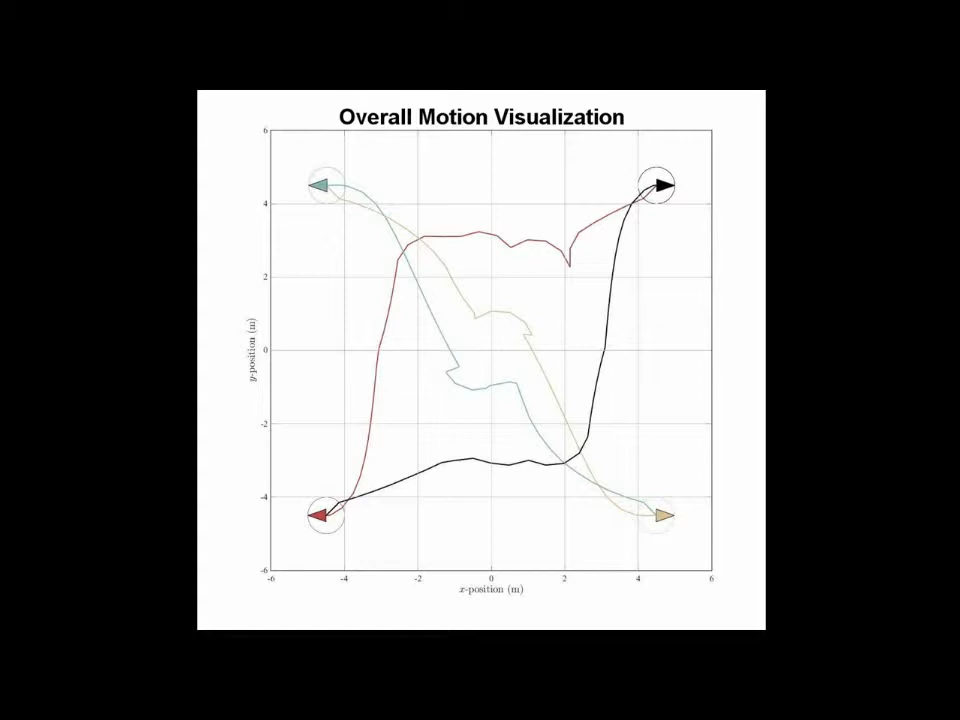 Overall Motion Visualization
6
4
2
0
-2
-4
-6
y-position (m)
-6 -4 -2 0 2 4 6
x-position (m)